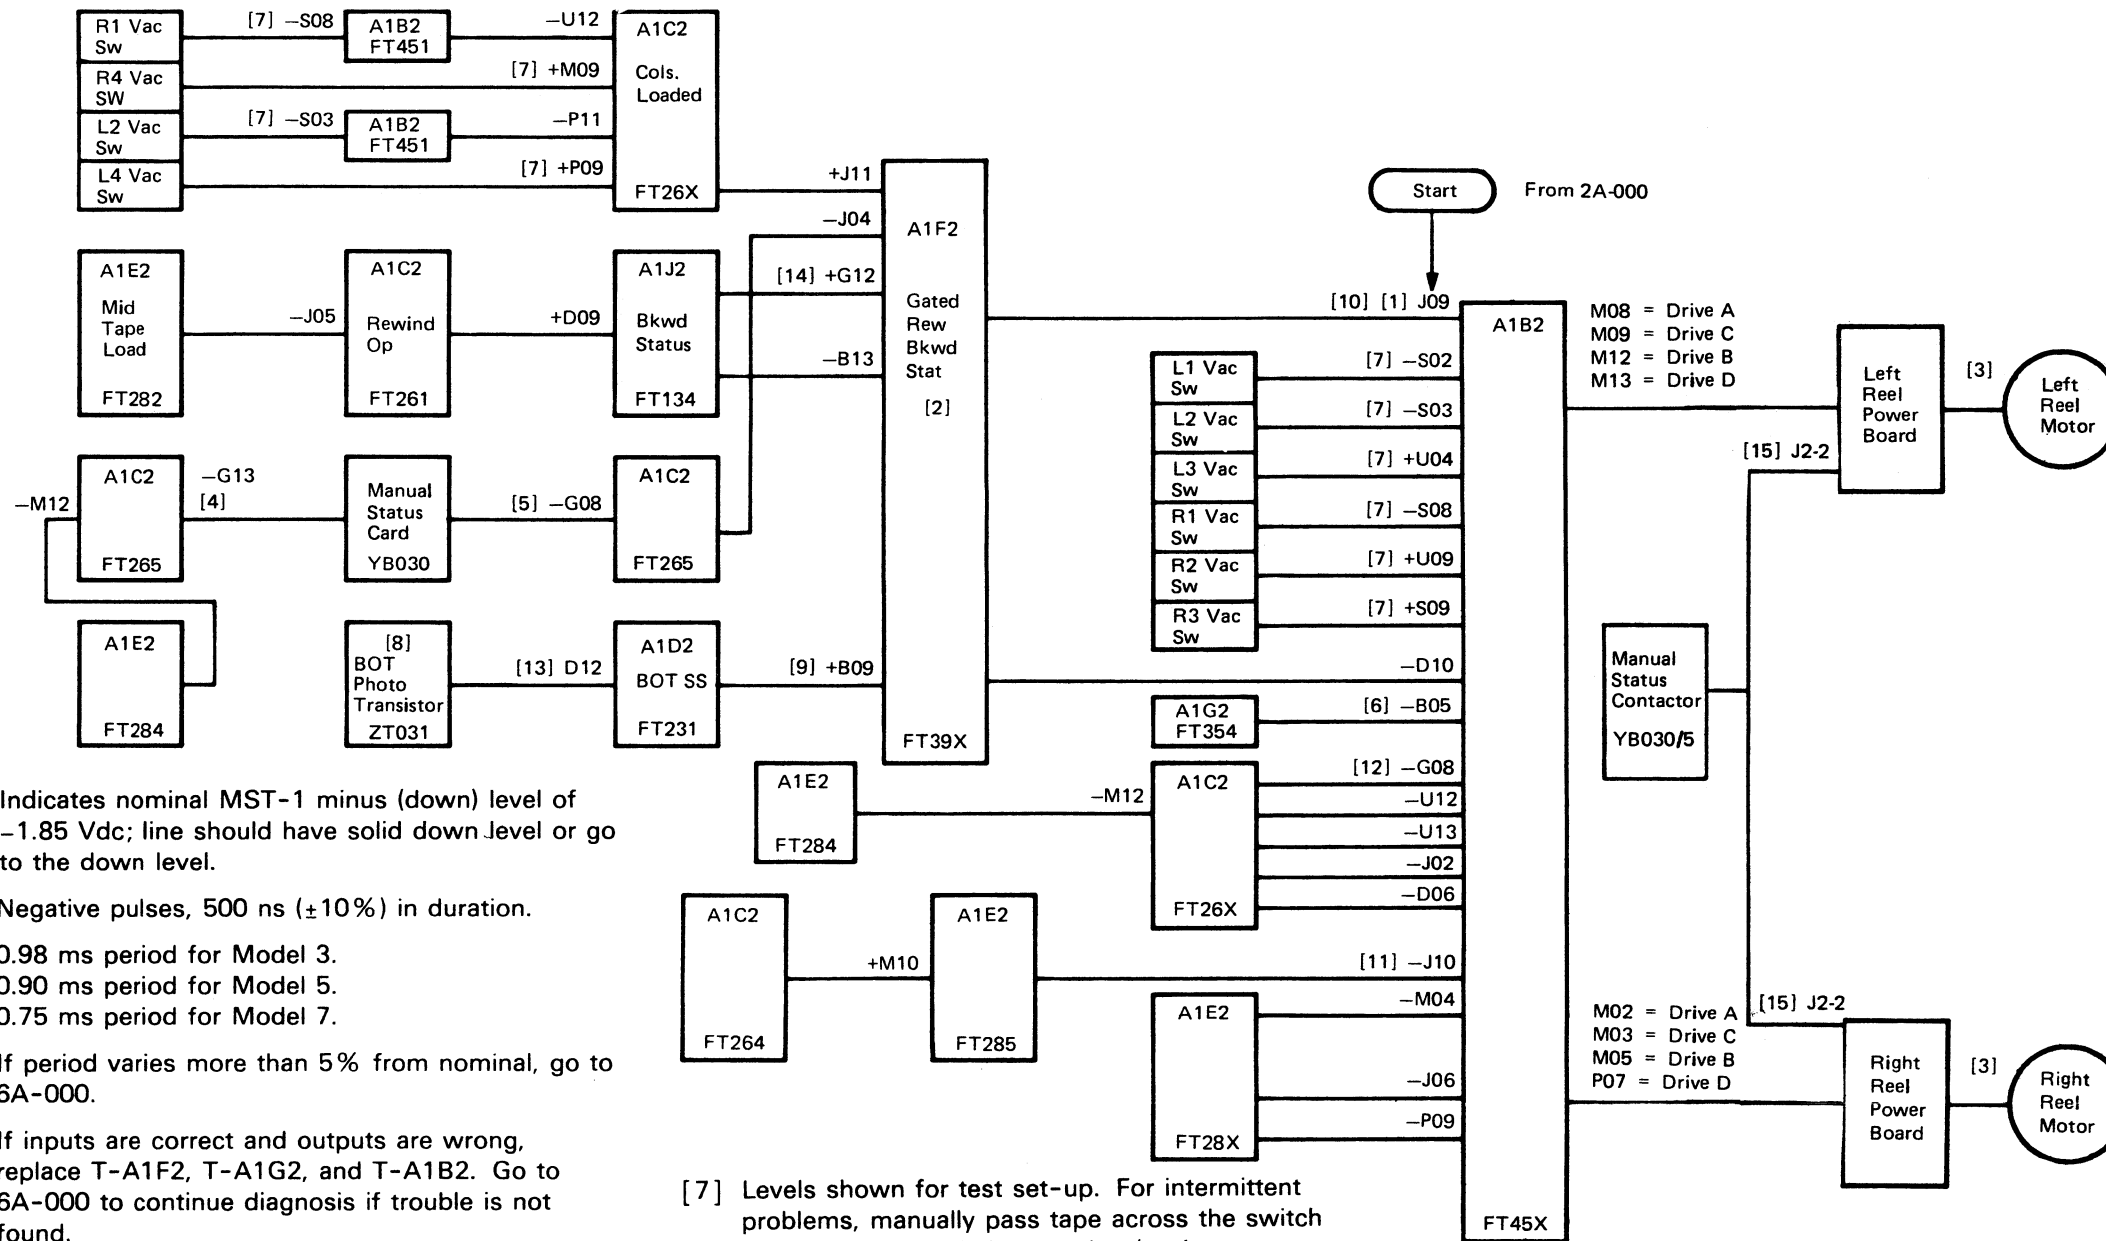 R1 Vac
Sw
[7] –S08
A1B2
FT451
–U12
R4 Vac
SW
[7] +M09
L2 Vac
Sw
[7] –S03
A1B2
FT451
–P11
L4 Vac
Sw
[7] +P09
A1C2
Cols.
Loaded
FT26X
+J11
–J04
A1E2
Mid
Tape
Load
FT282
–J05
A1C2
Rewind
Op
FT261
+D09
A1J2
Bkwd
Status
FT134
[14] +G12
–B13
–M12
A1C2
FT265
–G13
[4]
Manual
Status
Card
YB030
[5] –G08
A1C2
FT265
A1E2
FT284
[8]
BOT
Photo
Transistor
ZT031
[13] D12
A1D2
BOT SS
FT231
[9] +B09
A1F2
Gated
Rew
Bkwd
Stat
[2]
FT39X
Start
From 2A-000
[10] [1] J09
L1 Vac
Sw
[7] –S02
L2 Vac
Sw
[7] –S03
L3 Vac
Sw
[7] +U04
R1 Vac
Sw
[7] –S08
R2 Vac
Sw
[7] +U09
R3 Vac
Sw
[7] +S09
–D10
A1G2
FT354
[6] –B05
A1E2
FT284
–M12
A1C2
FT26X
[12] –G08
–U12
–U13
–J02
–D06
A1C2
FT264
+M10
A1E2
FT285
[11] –J10
A1E2
FT28X
–M04
–J06
–P09
A1B2
FT45X
M08 = Drive A
M09 = Drive C
M12 = Drive B
M13 = Drive D
Left
Reel
Power
Board
[3]
Left
Reel
Motor
[15] J2-2
Manual
Status
Contactor
YB030/5
[15] J2-2
M02 = Drive A
M03 = Drive C
M05 = Drive B
P07 = Drive D
Right
Reel
Power
Board
[3]
Right
Reel
Motor
Indicates nominal MST-1 minus (down) level of
–1.85 Vdc; line should have solid down level or go
to the down level.
Negative pulses, 500 ns (±10%) in duration.
0.98 ms period for Model 3.
0.90 ms period for Model 5.
0.75 ms period for Model 7.
If period varies more than 5% from nominal, go to
6A-000.
If inputs are correct and outputs are wrong,
replace T-A1F2, T-A1G2, and T-A1B2. Go to
6A-000 to continue diagnosis if trouble is not
found.
[7] Levels shown for test set-up. For intermittent
problems, manually pass tape across the switch